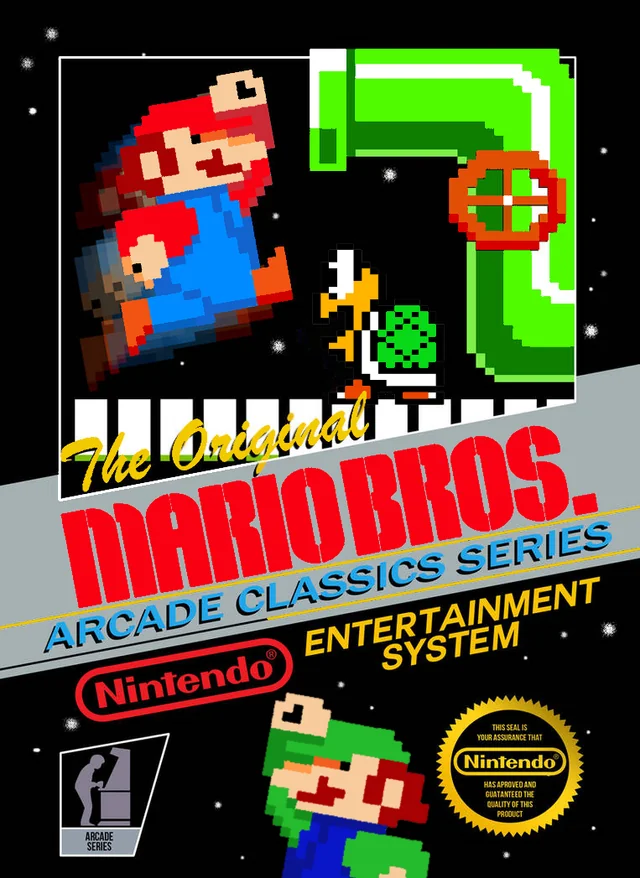 The Original
MARIO BROS.
ARCADE CLASSICS SERIES
ENTERTAINMENT
SYSTEM
Nintendo®
THIS SEAL IS
YOUR ASSURANCE THAT
Nintendo®
HAS APROVED AND
GUATANTEED THE
QUALITY OF THIS
PRODUCT
ARCADE
SERIES